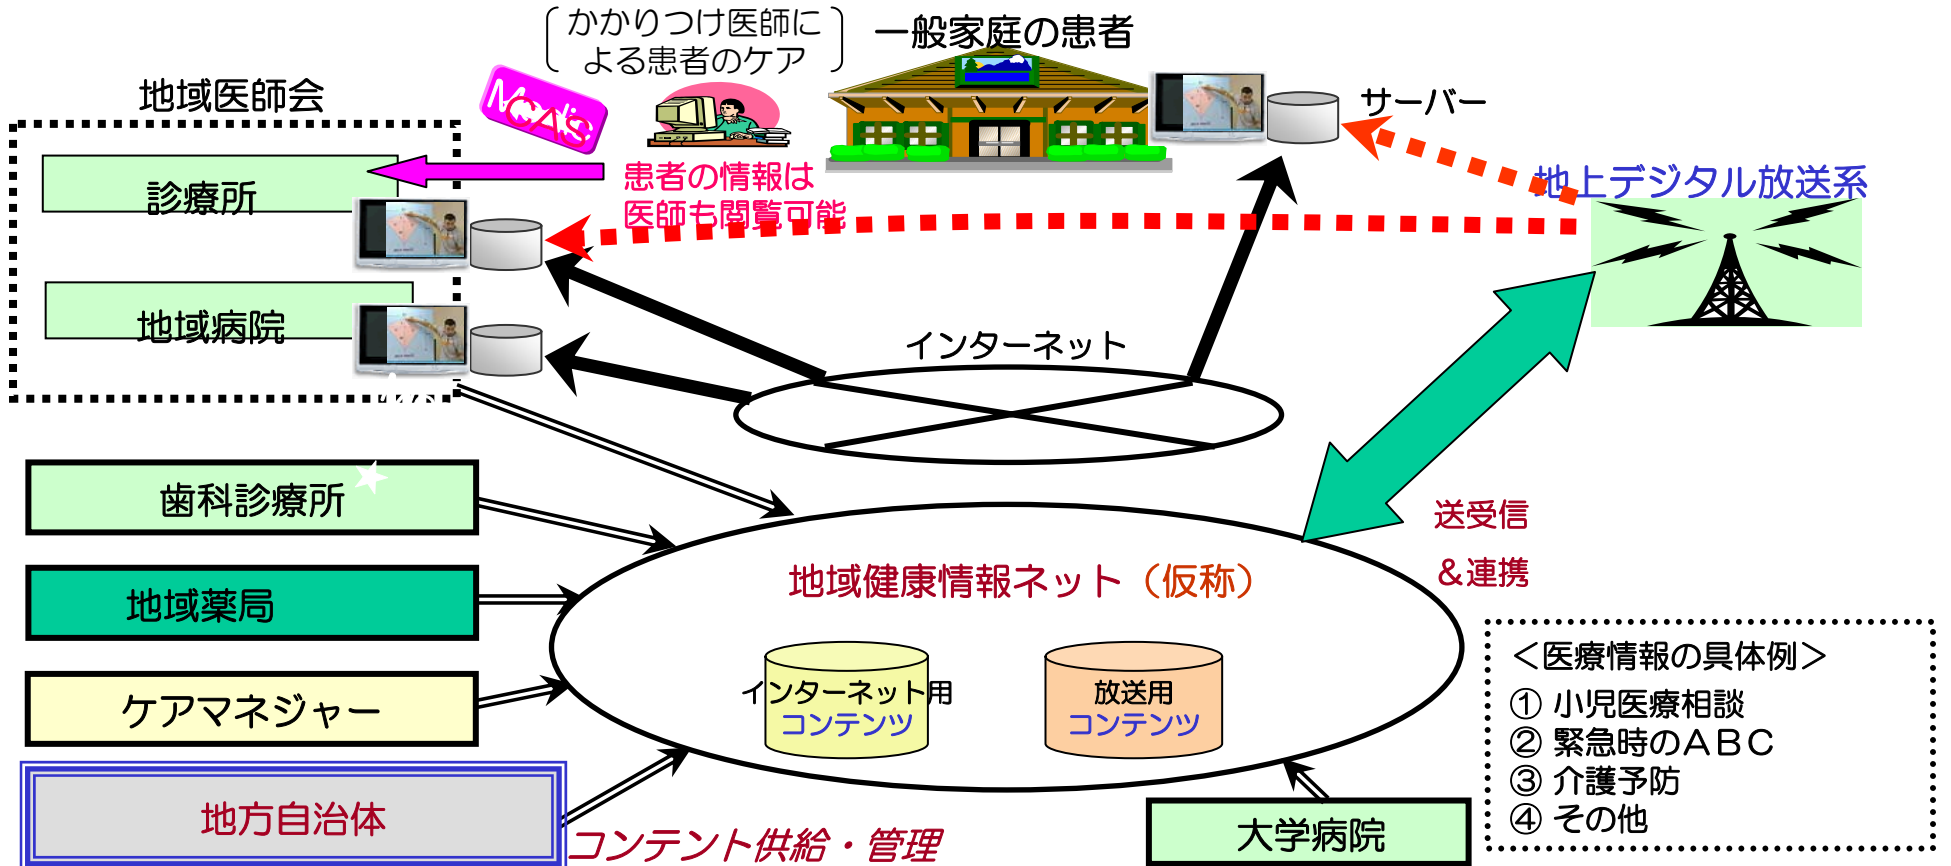 かかりつけ医師に
よる患者のケア
一般家庭の患者
地域医師会
Medic
CAS
サーバー
診療所
患者の情報は
医師も閲覧可能
地上デジタル放送系
地域病院
インターネット
歯科診療所
送受信
&連携
地域健康情報ネット（仮称）
地域薬局
インターネット用
コンテンツ
放送用
コンテンツ
ケアマネジャー
＜医療情報の具体例＞
① 小児医療相談
② 緊急時のＡＢＣ
③ 介護予防
④ その他
地方自治体
コンテント供給・管理
大学病院